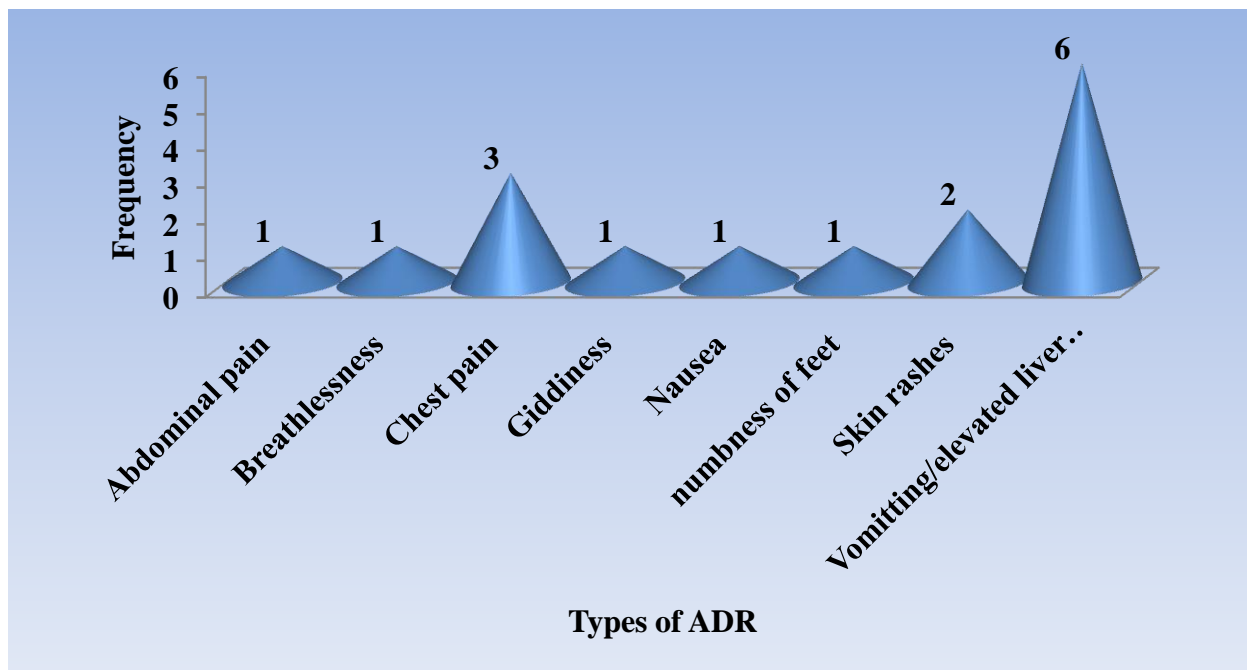 6
5
4
3
2
1
0
Frequency
1
1
3
1
1
1
2
6
Abdominal pain
Breathlessness
Chest pain
Giddiness
Nausea
numbness of feet
Skin rashes
Vomitting/elevated liver…
Types of ADR